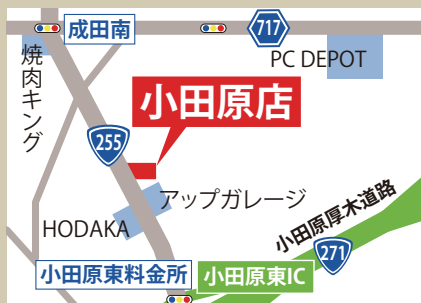 成田南
717
焼肉キング
PC DEPOT
小田原店
255
アップガレージ
HODAKA
小田原厚木道路
271
小田原東料金所
小田原東IC